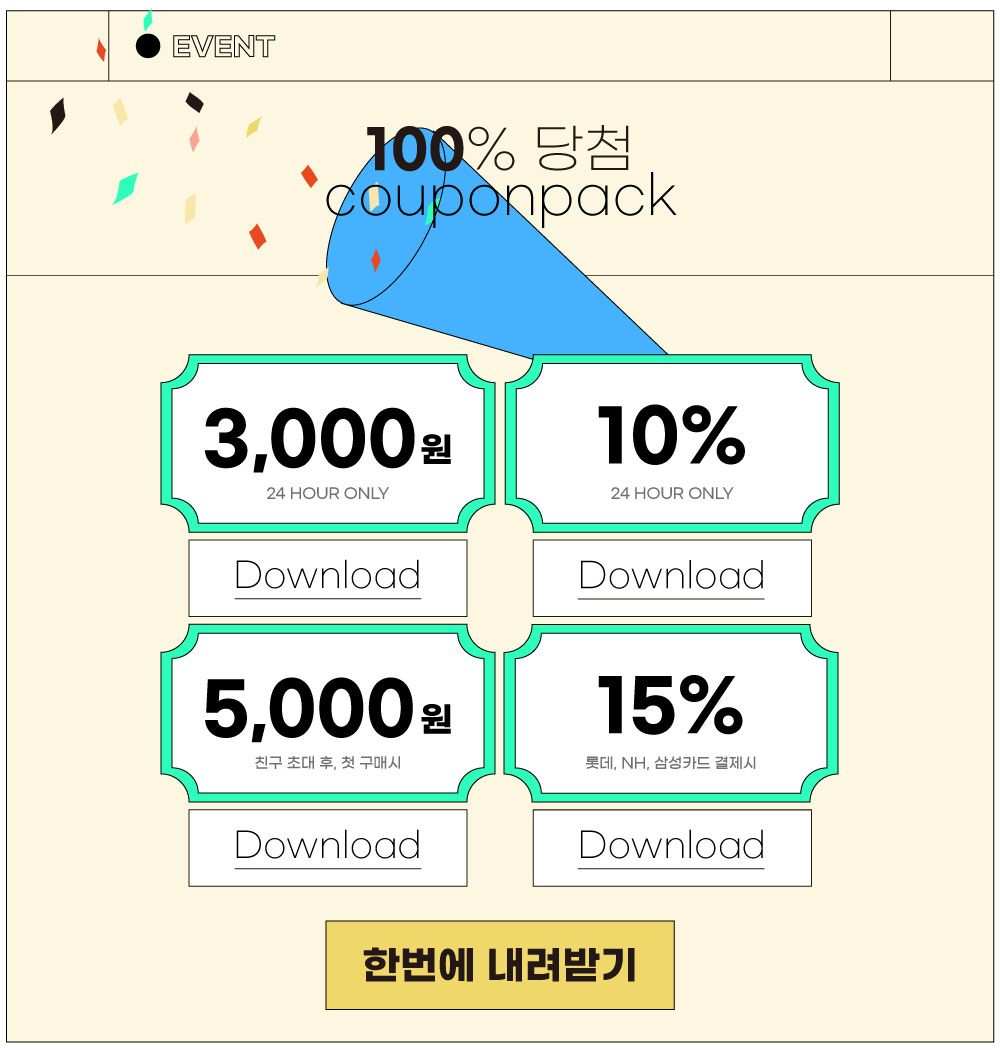 EVENT
100% 당첨
couponpack
3,000원
24 HOUR ONLY
10%
24 HOUR ONLY
Download
Download
5,000원
친구 초대 후, 첫 구매시
15%
롯데, NH, 삼성카드 결제시
Download
Download
한번에 내려받기